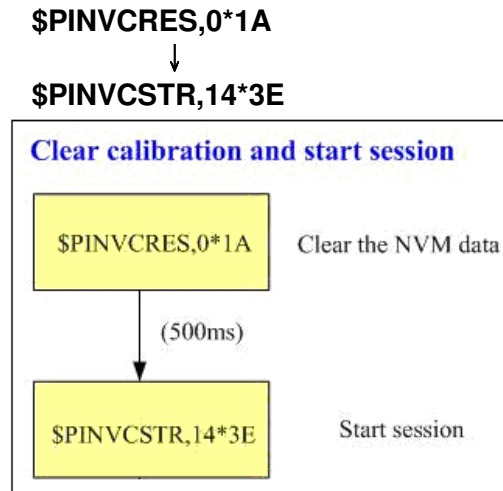 $PINVCRES,0*1A
↓
$PINVCSTR,14*3E
Clear calibration and start session
$PINVCRES,0*1A Clear the NVM data
(500ms)
$PINVCSTR,14*3E Start session